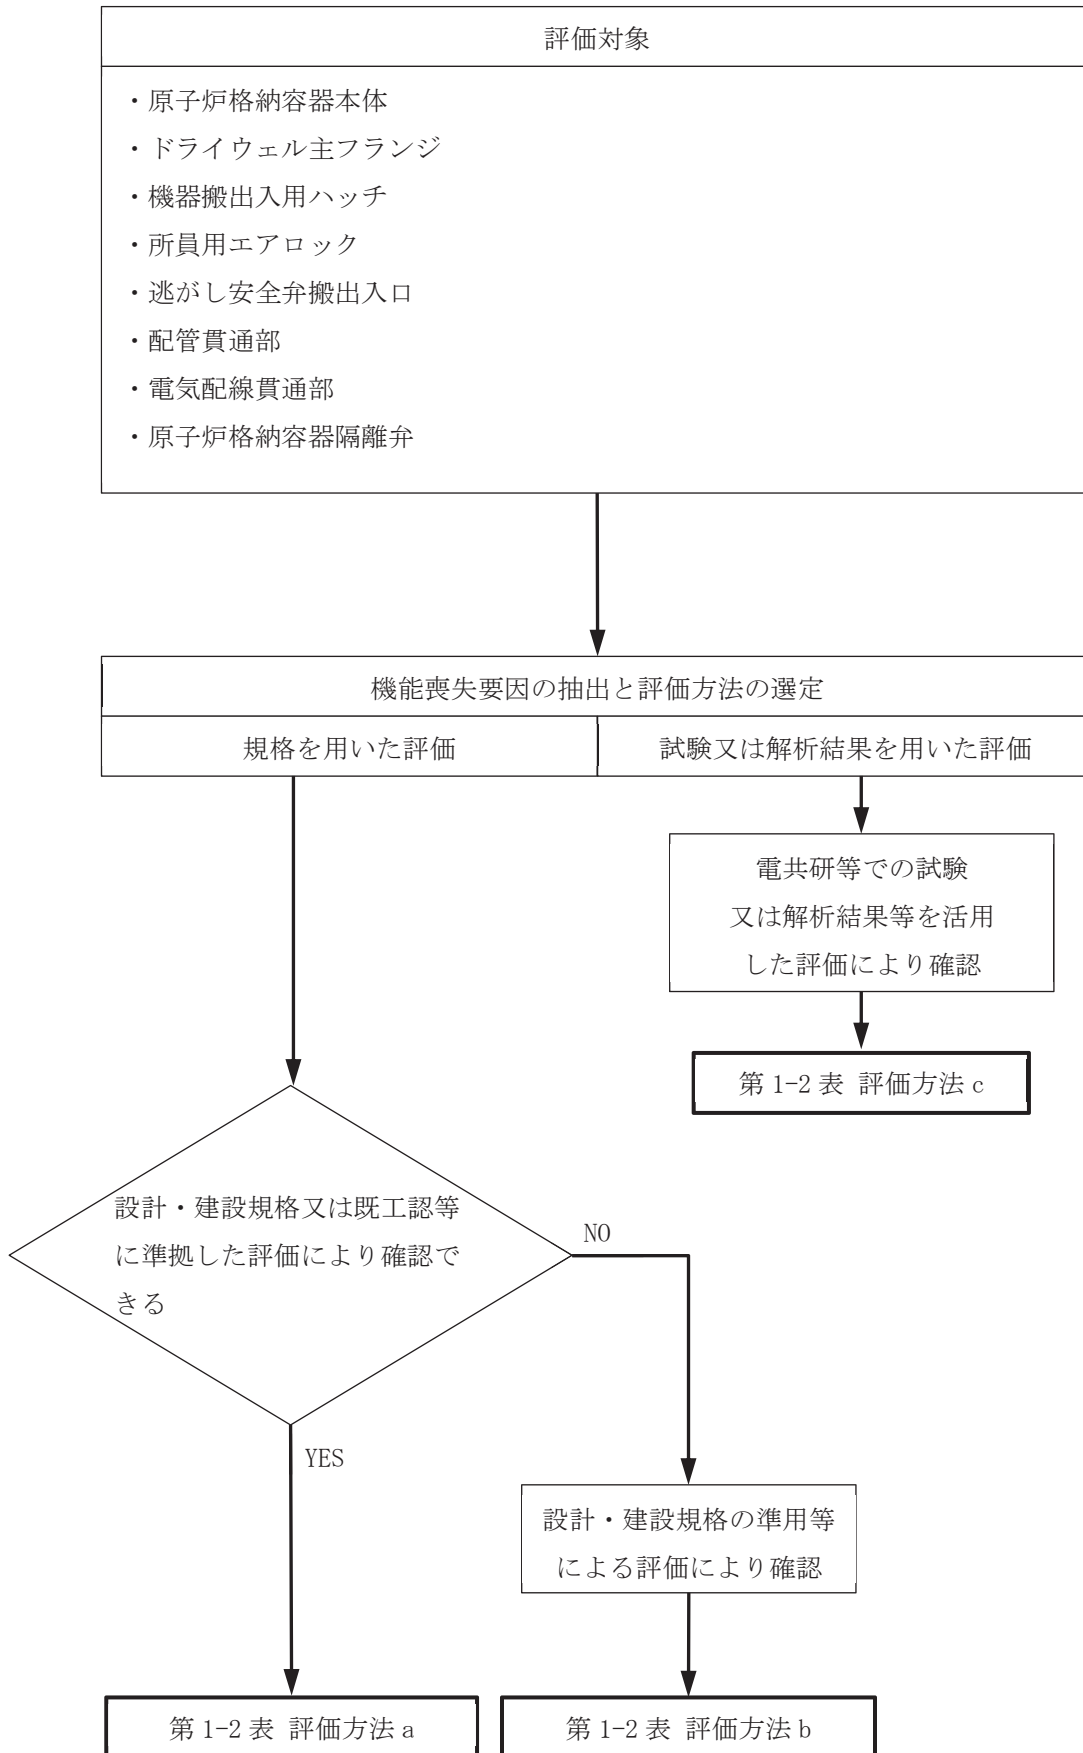 評価対象
・原子炉格納容器本体
・ドライウェル主フランジ
・機器搬出入用ハッチ
・所員用エアロック
・逃がし安全弁搬出入口
・配管貫通部
・電気配線貫通部
・原子炉格納容器隔離弁
機能喪失要因の抽出と評価方法の選定
規格を用いた評価
試験又は解析結果を用いた評価
電共研等での試験
又は解析結果等を活用
した評価により確認
第 1-2 表 評価方法 c
設計・建設規格又は既工認等
に準拠した評価により確認で
きる
NO
YES
設計・建設規格の準用等
による評価により確認
第 1-2 表 評価方法 a
第 1-2 表 評価方法 b